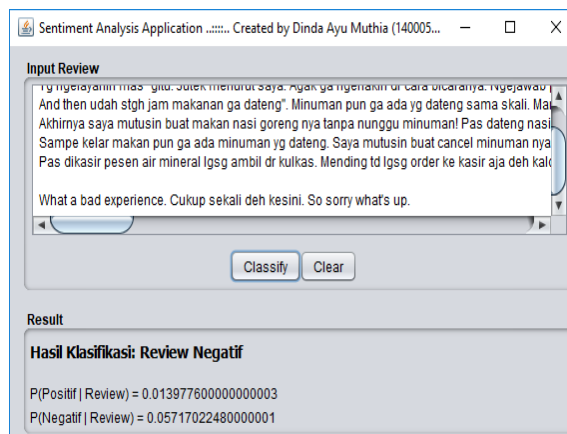 Sentiment Analysis Application ..::::.. Created by Dinda Ayu Muthia (140005...
Input Review
Yg ngelayanin mas" gitu. Jutek menurut saya. Agak ga ngenakin dr cara bicaranya. Ngejawab
And then udah stgh jam makanan ga dateng". Minuman pun ga ada yg dateng sama skali.
Akhirnya saya mutusin buat makan nasi goreng nya tanpa nunggu minuman! Pas dateng nasi
Sampe kelar makan pun ga ada minuman yg dateng. Saya mutusin buat cancel minuman nya
Pas dikasir pesen air mineral lgsg ambil dr kulkas. Mending td lgsg order ke kasir aja deh
What a bad experience. Cukup sekali deh kesini. So sorry what's up.
Classify Clear
Result
Hasil Klasifikasi: Review Negatif
P(Positif | Review) = 0.013977600000000003
P(Negatif | Review) = 0.05717022480000001